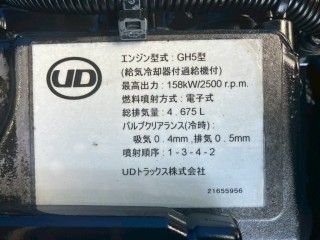 UD
エンジン型式：GH5型
(給気冷却器付過給機付)
最高出力：158kW/2500r.p.m.
燃料噴射方式：電子式
総排気量：4.675L
バルブクリアランス(冷時)：
吸気0.4mm,排気0.5mm
噴射順序：1-3-4-2
UDトラックス株式会社
21655956